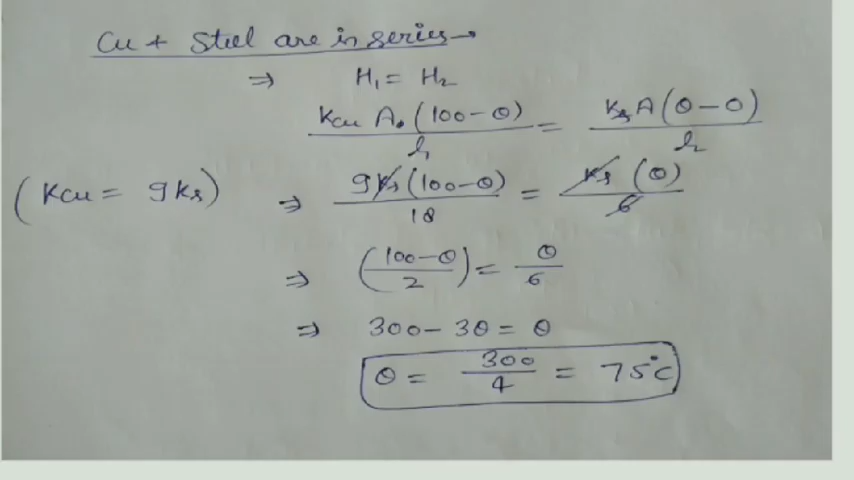 Cu + Steel are in series →
⇒ H₁ = H₂
Kcu A. (100-θ) / l₁ = Ks A (θ-0) / l₂
(Kcu = 9Ks) ⇒ 9Ks (100-θ) / 18 = Ks (θ) / 6
⇒ (100-θ / 2) = θ / 6
⇒ 300 - 3θ = θ
θ = 300 / 4 = 75°C